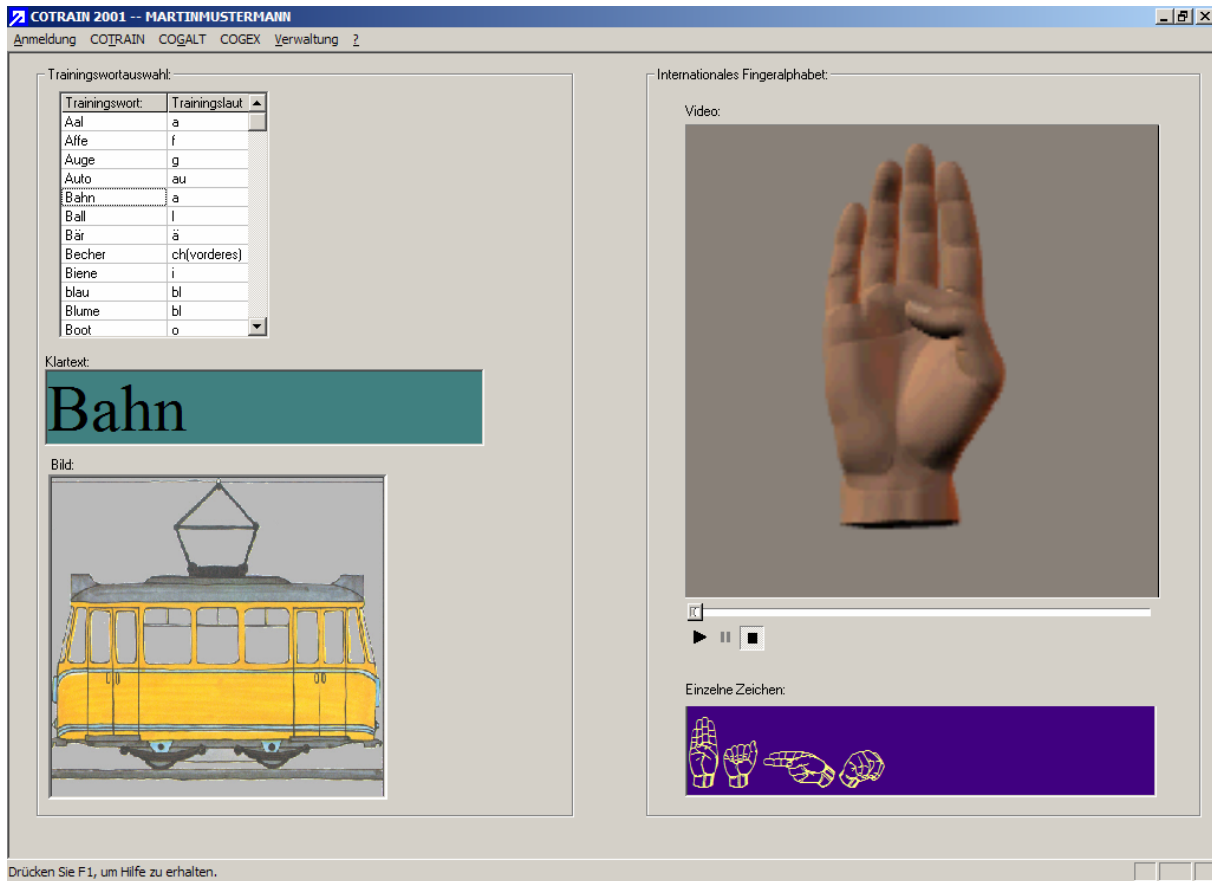 COTRAIN 2001 -- MARTINMUSTERMANN
Anmeldung COTRAIN COGALT COGEX Verwaltung ?
Trainingswortauswahl:
Trainingswort: Trainingslaut
Aal a
Affe f
Auge g
Auto au
Bahn a
Ball l
Bär ä
Becher ch(vorderes)
Biene i
blau bl
Blume bl
Boot o
Klartext:
Bahn
Bild:
Internationales Fingeralphabet:
Video:
Einzelne Zeichen:
Drücken Sie F1, um Hilfe zu erhalten.